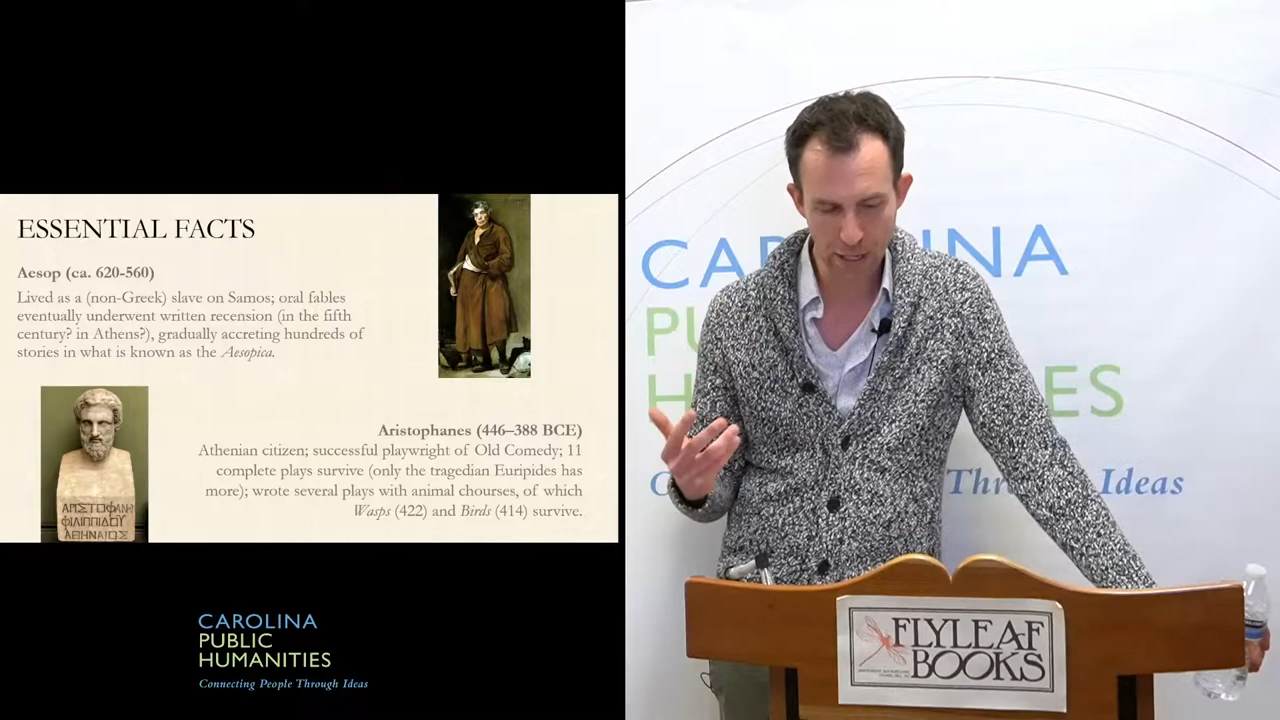 ESSENTIAL FACTS
Aesop (ca. 620-560)
Lived as a (non-Greek) slave on Samos; oral fables
eventually underwent written recension (in the fifth
century? in Athens?), gradually accreting hundreds of
stories in what is known as the Aesopica.
ΑΡΙΣΤΟΦΑΝΗ
ΦΙΛΙΠΠΙΔΟΥ
ΑΘΗΝΑΙΟΣ
Aristophanes (446–388 BCE)
Athenian citizen; successful playwright of Old Comedy; 11
complete plays survive (only the tragedian Euripides has
more); wrote several plays with animal chourses, of which
Wasps (422) and Birds (414) survive.
CAROLINA
PUBLIC
HUMANITIES
Connecting People Through Ideas
CA INA
PU
H ES
C Thr Ideas
FLYLEAF
BOOKS